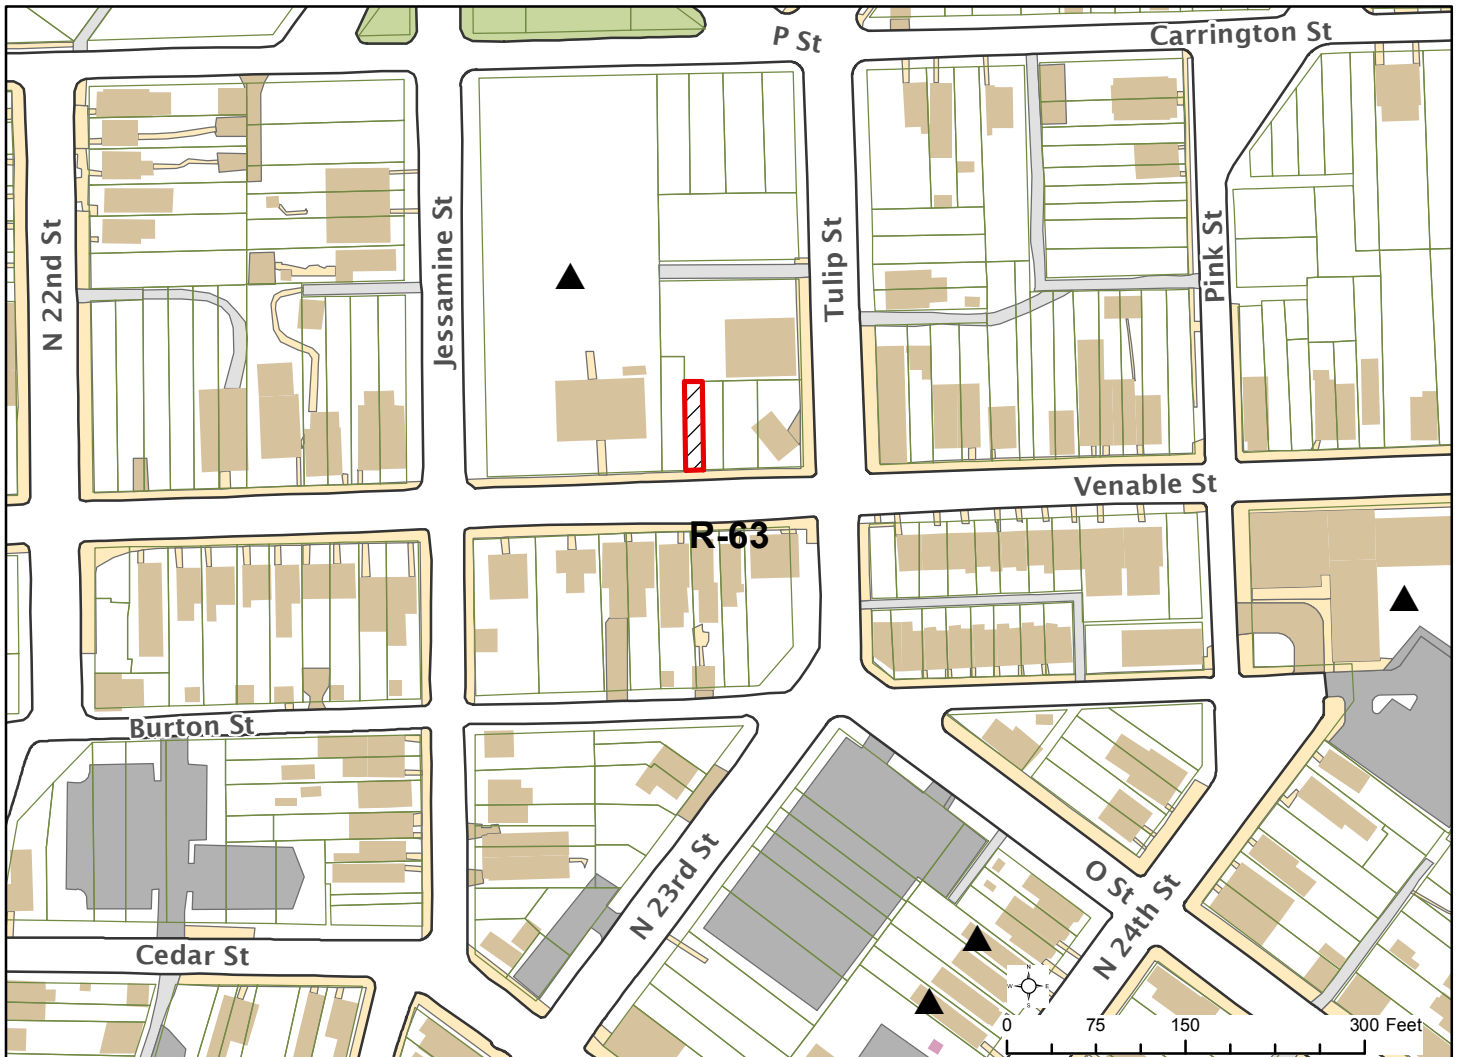 P St
Carrington St
N 22nd St
Jessamine St
Tulip St
Pink St
Venable St
R-63
Burton St
N 23rd St
O St
N 24th St
Cedar St
N
W E
S
0 75 150 300 Feet